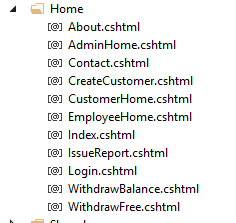 Home
About.cshtml
AdminHome.cshtml
Contact.cshtml
CreateCustomer.cshtml
CustomerHome.cshtml
EmployeeHome.cshtml
Index.cshtml
IssueReport.cshtml
Login.cshtml
WithdrawBalance.cshtml
WithdrawFree.cshtml